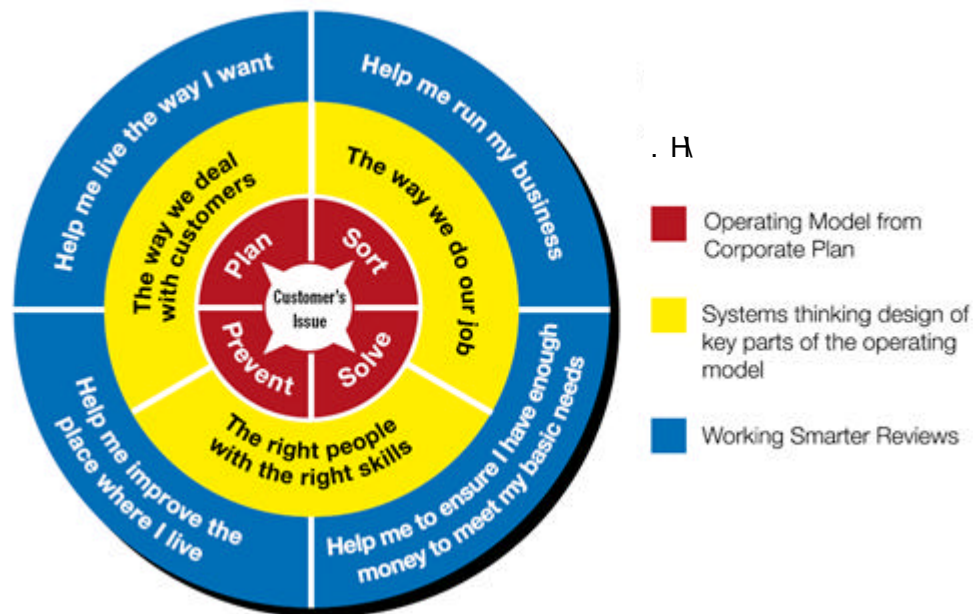 Help me live the way I want
Help me run my business
The way we deal
with customers
The way we do our job
Plan
Sort
Customer's
Issue
Prevent
Solve
The right people
with the right skills
Help me improve the
place where I live
Help me to ensure I have enough
money to meet my basic needs
Operating Model from
Corporate Plan
Systems thinking design of
key parts of the operating
model
Working Smarter Reviews